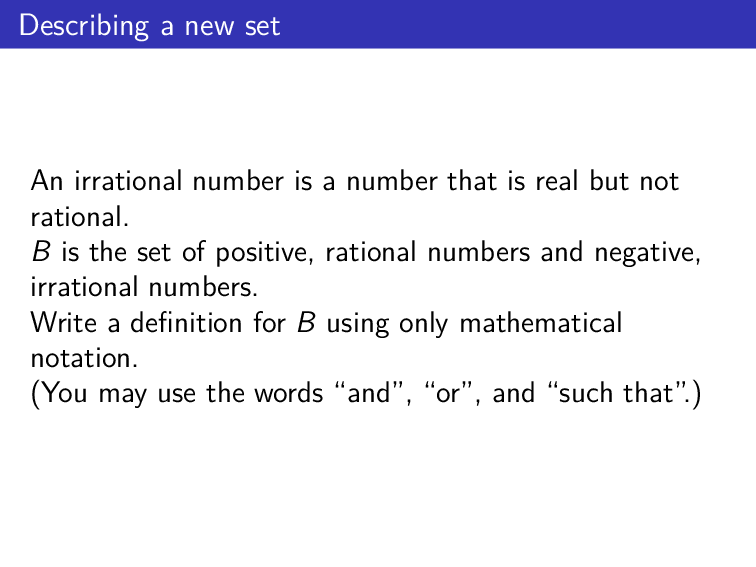 Describing a new set
An irrational number is a number that is real but not
rational.
B is the set of positive, rational numbers and negative,
irrational numbers.
Write a definition for B using only mathematical
notation.
(You may use the words “and”, “or”, and “such that”.)